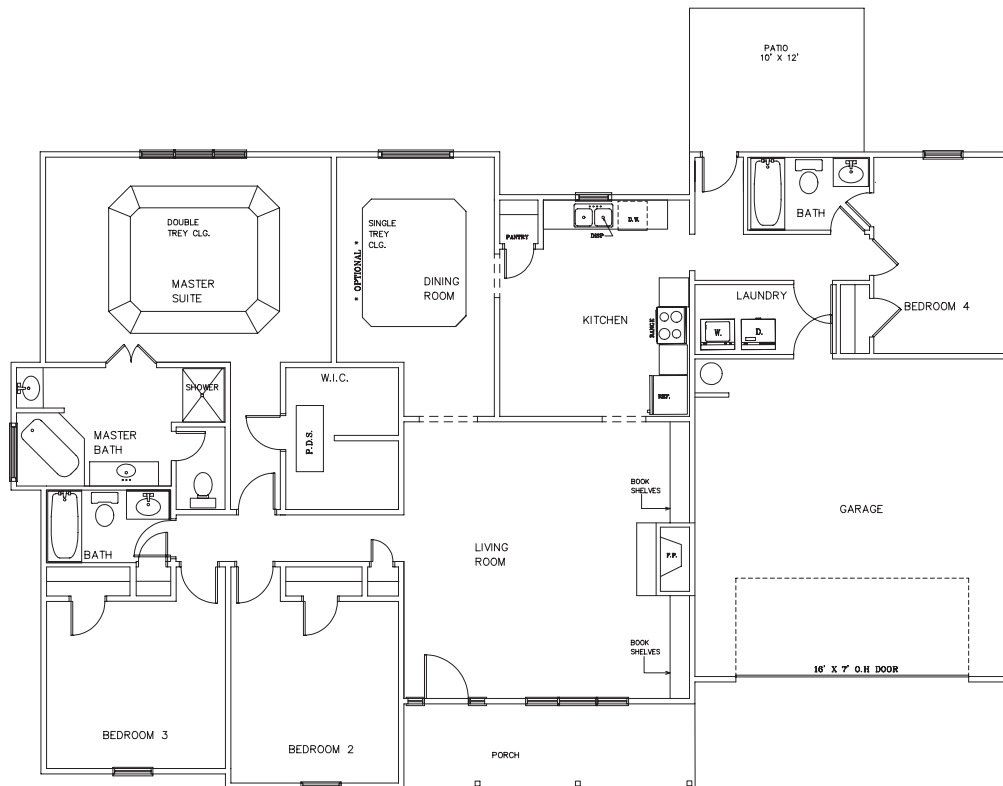 PATIO
10' X 12'
DOUBLE
TREY CLG.
MASTER
SUITE
SINGLE
TREY
CLG.
* OPTIONAL *
DINING
ROOM
PANTRY
DISP
D.W.
KITCHEN
RANGE
REF.
BATH
LAUNDRY
W.
D.
BEDROOM 4
SHOWER
W.I.C.
P.D.S.
MASTER
BATH
BATH
LIVING
ROOM
BOOK
SHELVES
F.P.
BOOK
SHELVES
GARAGE
16' X 7' O.H DOOR
BEDROOM 3
BEDROOM 2
PORCH